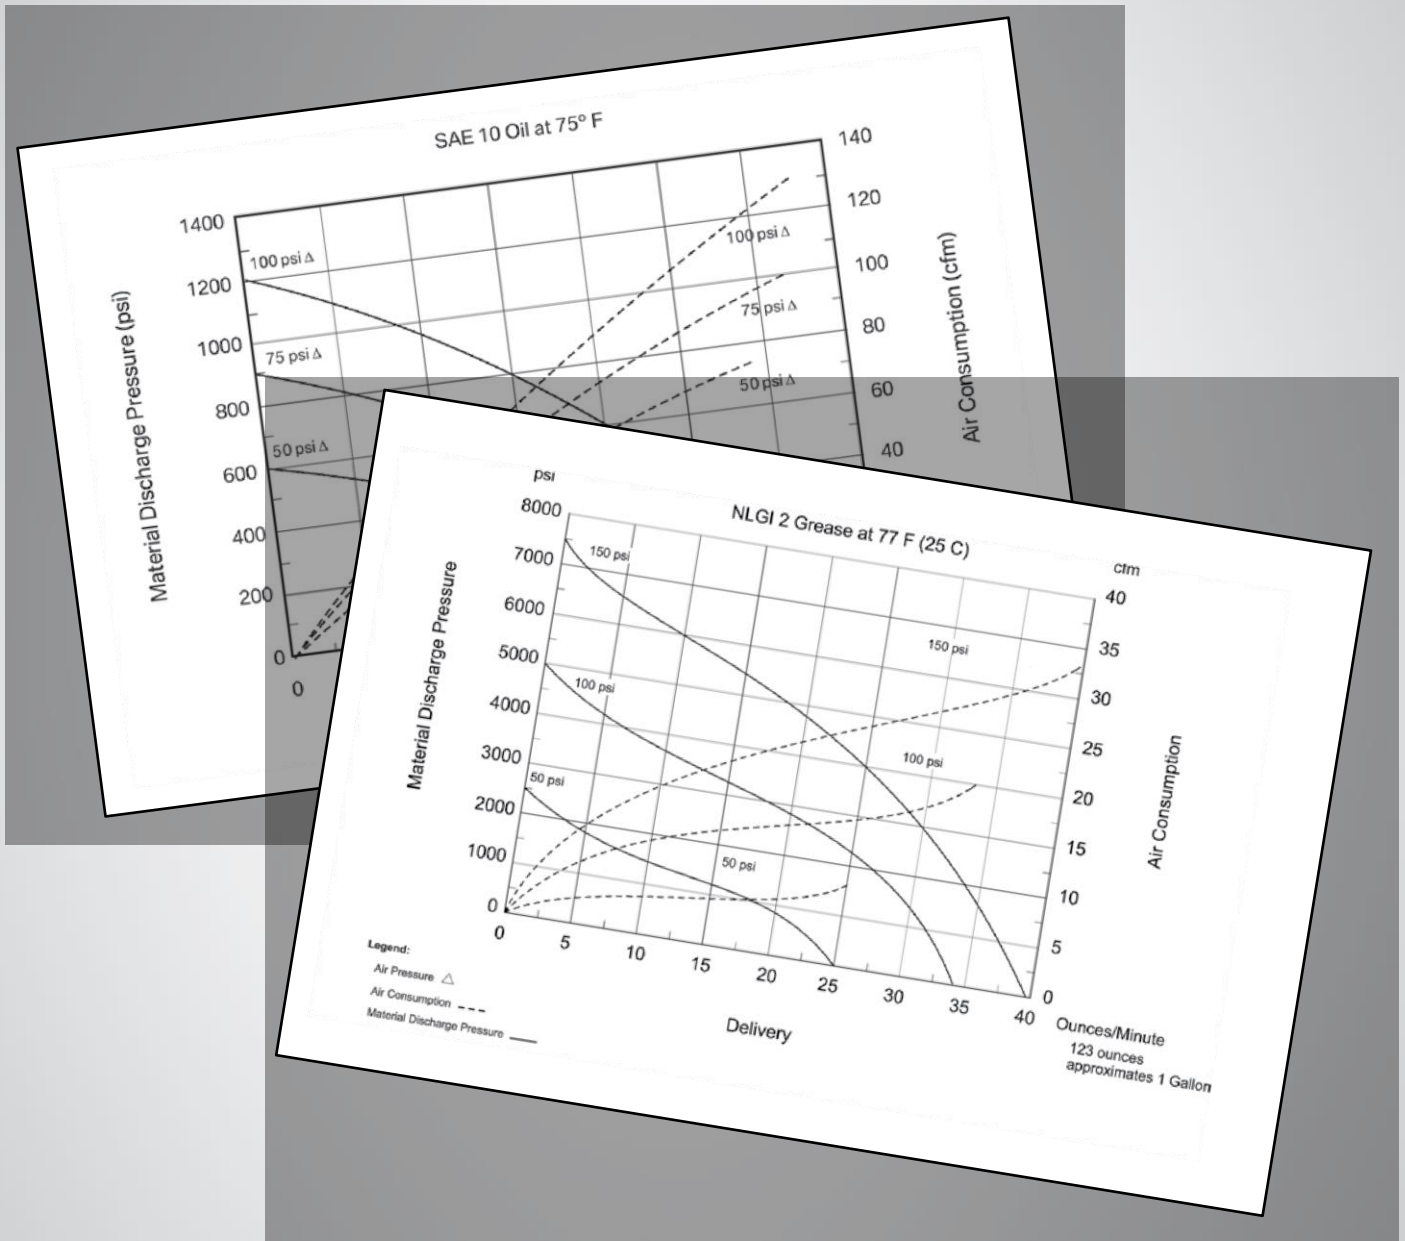 SAE 10 Oil at 75° F
Material Discharge Pressure (psi)
1400
1200
1000
800
600
400
200
0
0
100 psi Δ
75 psi Δ
50 psi Δ
100 psi Δ
75 psi Δ
50 psi Δ
140
120
100
80
60
40
Air Consumption (cfm)
NLGI 2 Grease at 77 F (25 C)
psi
Material Discharge Pressure
8000
7000
6000
5000
4000
3000
2000
1000
0
150 psi
100 psi
50 psi
150 psi
100 psi
50 psi
cfm
40
35
30
25
20
15
10
5
0
Air Consumption
0
5
10
15
20
25
30
35
40
Ounces/Minute
123 ounces
approximates 1 Gallon
Delivery
Legend:
Air Pressure △
Air Consumption ---
Material Discharge Pressure —